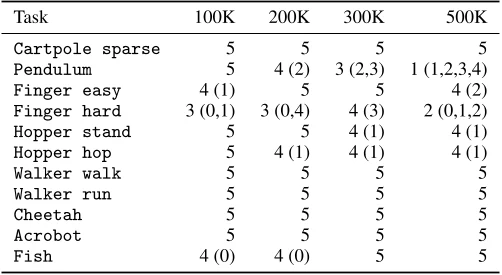 Task 100K 200K 300K 500K
Cartpole sparse 5 5 5 5
Pendulum 5 4 (2) 3 (2,3) 1 (1,2,3,4)
Finger easy 4 (1) 5 5 4 (2)
Finger hard 3 (0,1) 3 (0,4) 4 (3) 2 (0,1,2)
Hopper stand 5 5 4 (1) 4 (1)
Hopper hop 5 4 (1) 4 (1) 4 (1)
Walker walk 5 5 5 5
Walker run 5 5 5 5
Cheetah 5 5 5 5
Acrobot 5 5 5 5
Fish 4 (0) 4 (0) 5 5